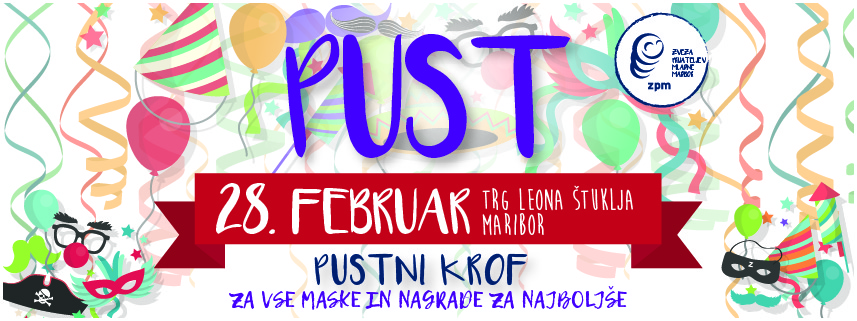 PUST
ZVEZA
PRIJATELJEV
MLADINE
MARIBOR
zpm
28. FEBRUAR TRG LEONA ŠTUKLJA
MARIBOR
PUSTNI KROF
ZA VSE MASKE IN NAGRADE ZA NAJBOLJŠE
Z